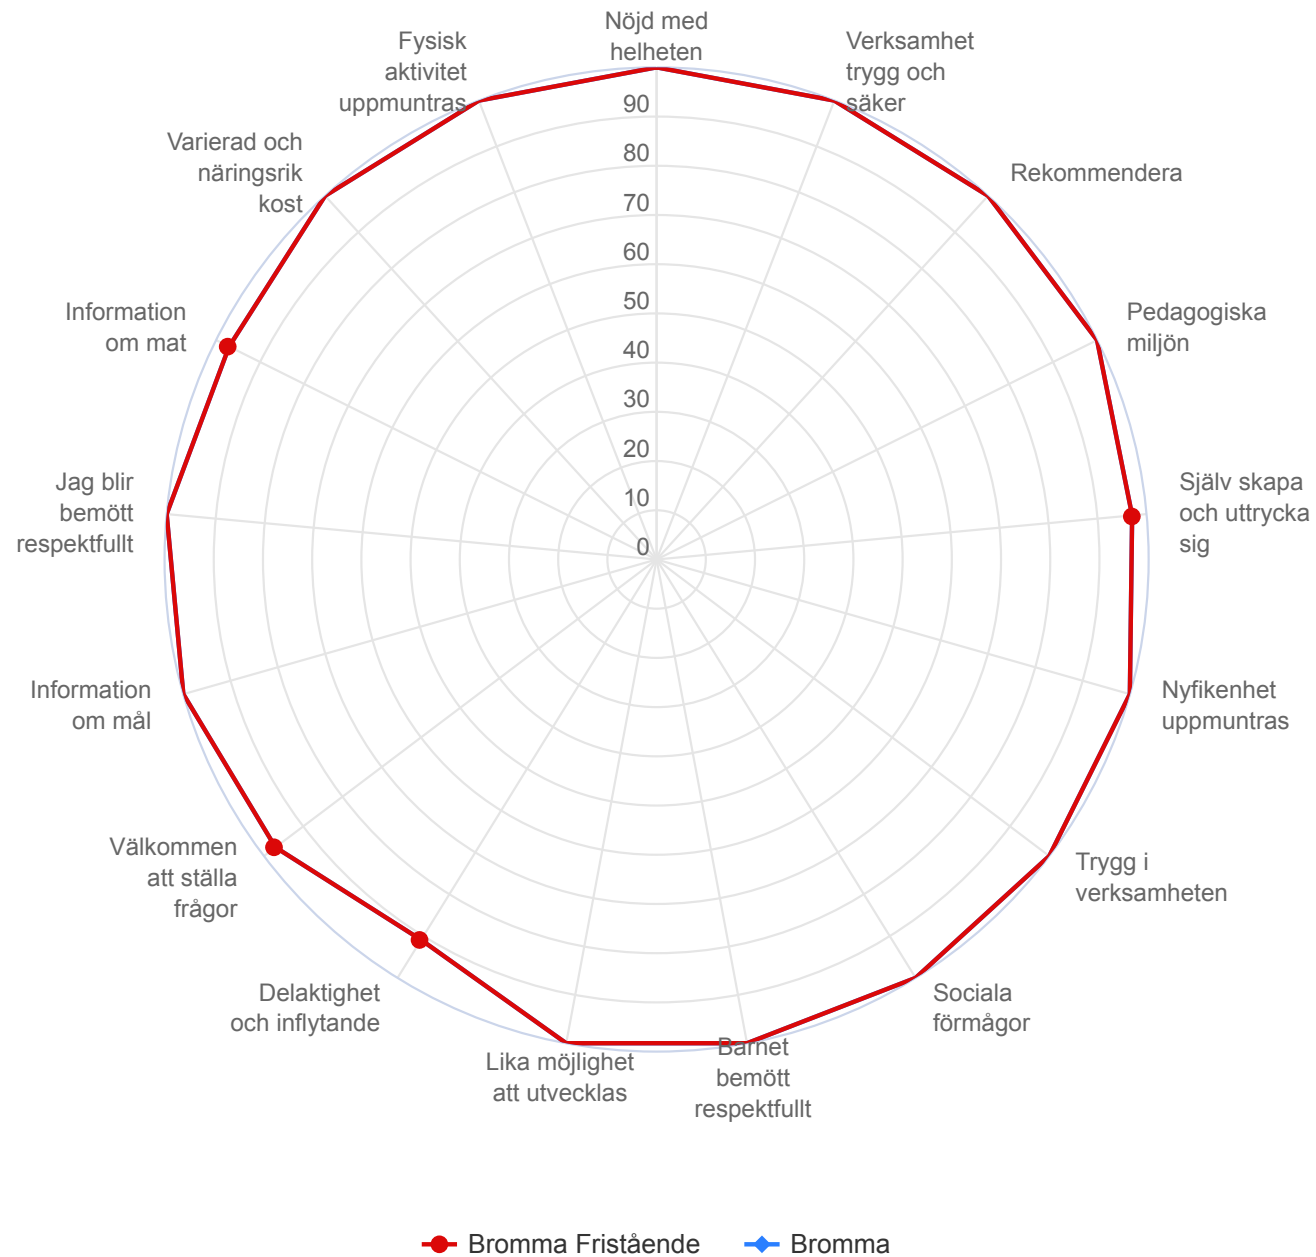 Nöjd med
helheten
Verksamhet
trygg och
säker
Rekommendera
Pedagogiska
miljön
Själv skapa
och uttrycka
sig
Nyfikenhet
uppmuntras
Trygg i
verksamheten
Sociala
förmågor
Barnet
bemött
respektfullt
Lika möjlighet
att utvecklas
Delaktighet
och inflytande
Välkommen
att ställa
frågor
Information
om mål
Jag blir
bemött
respektfullt
Information
om mat
Varierad och
näringsrik
kost
Fysisk
aktivitet
uppmuntras
90
80
70
60
50
40
30
20
10
0
Bromma Fristående
Bromma